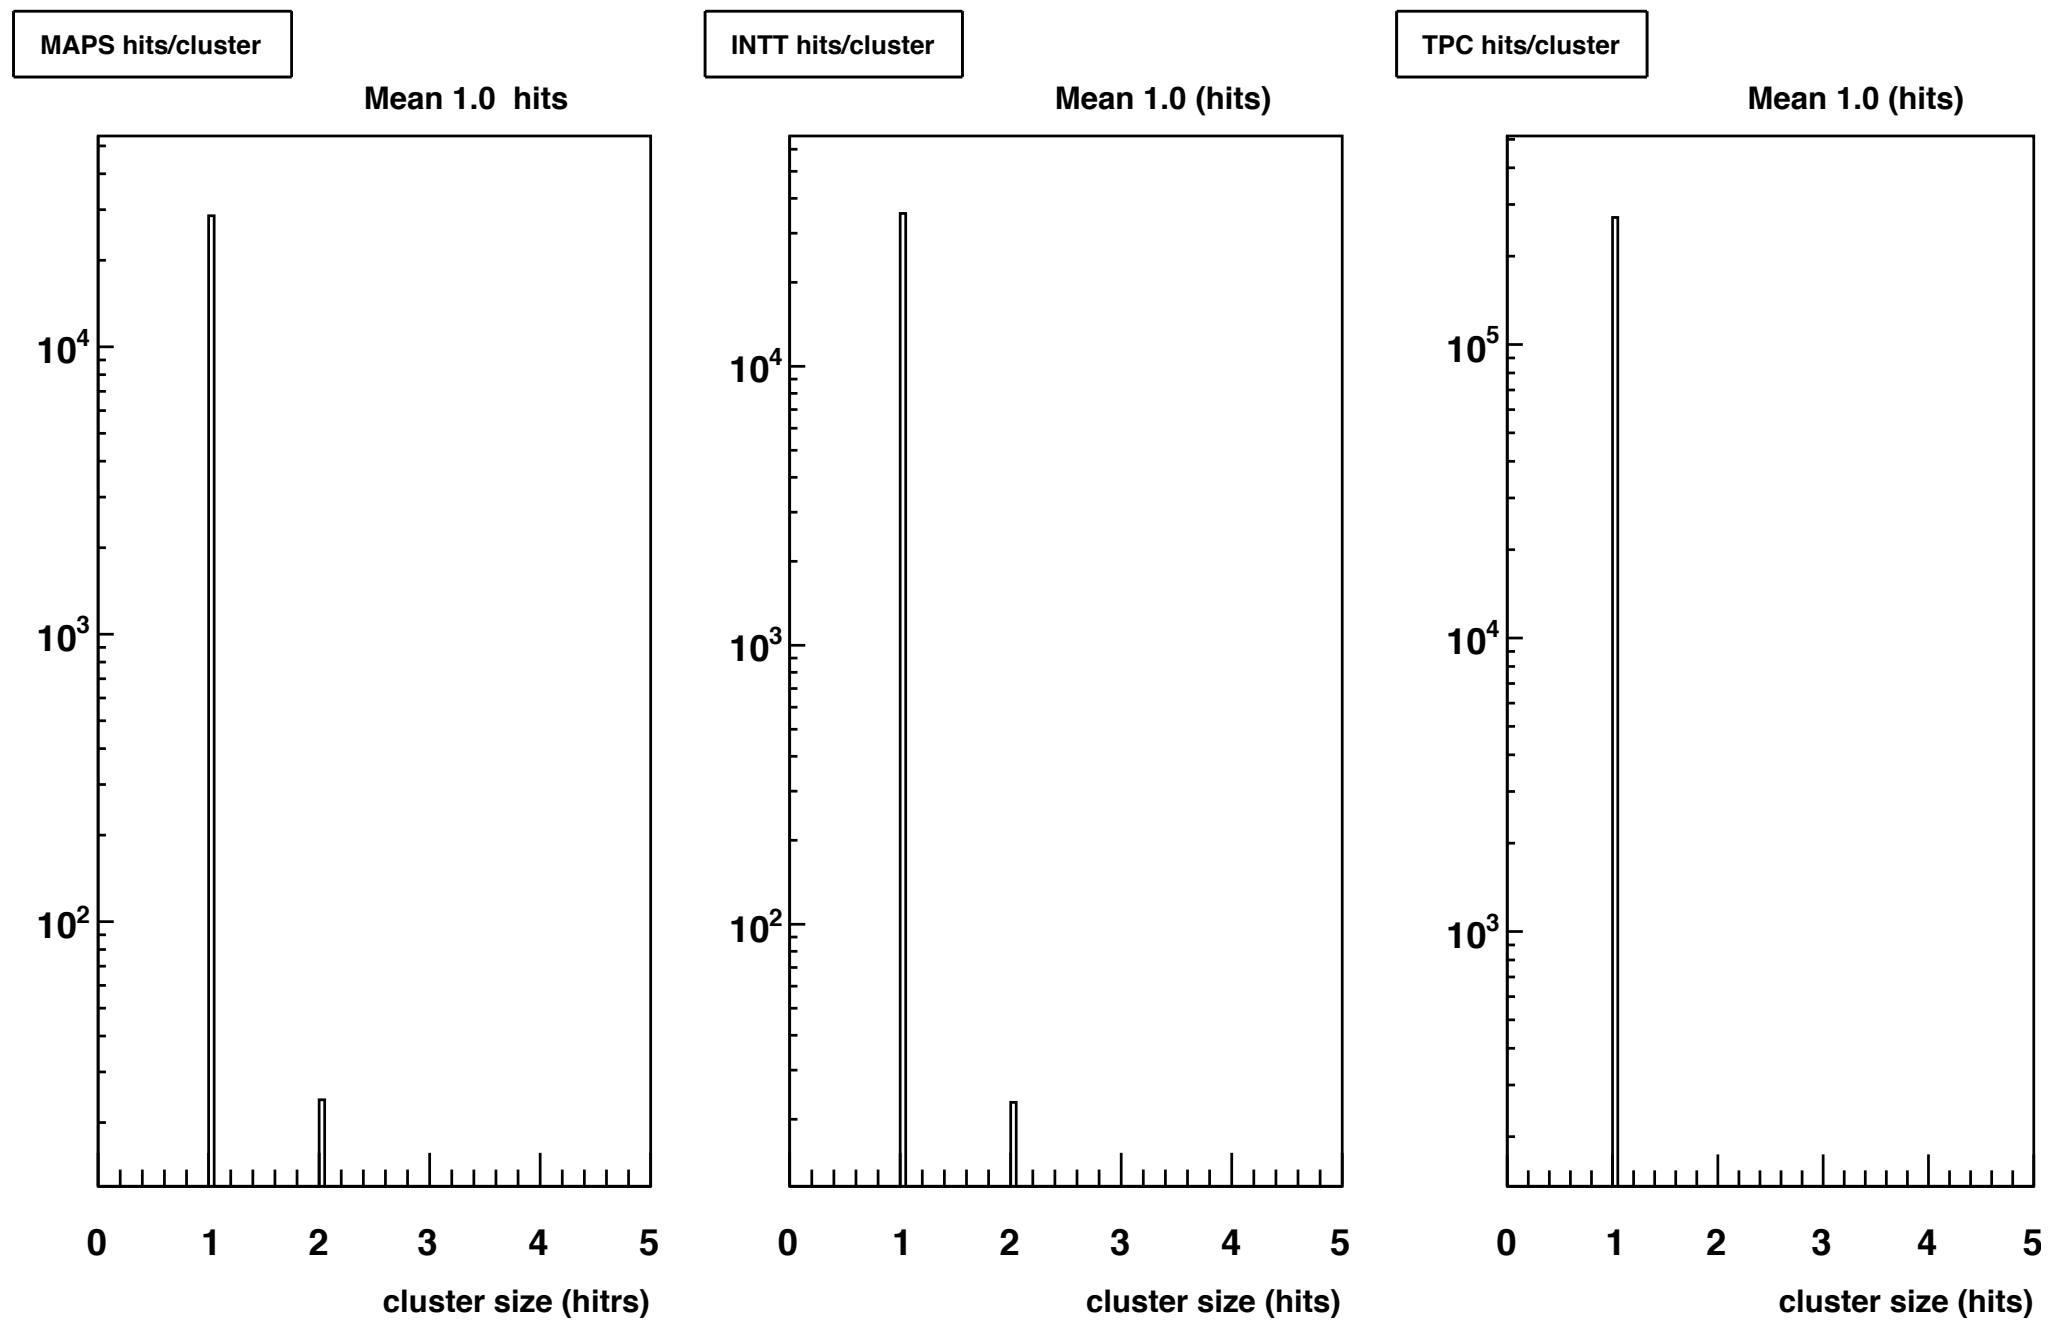 MAPS hits/cluster
Mean 1.0  hits
10^4
10^3
10^2
0 1 2 3 4 5
cluster size (hitrs)
INTT hits/cluster
Mean 1.0 (hits)
10^4
10^3
10^2
0 1 2 3 4 5
cluster size (hits)
TPC hits/cluster
Mean 1.0 (hits)
10^5
10^4
10^3
0 1 2 3 4 5
cluster size (hits)